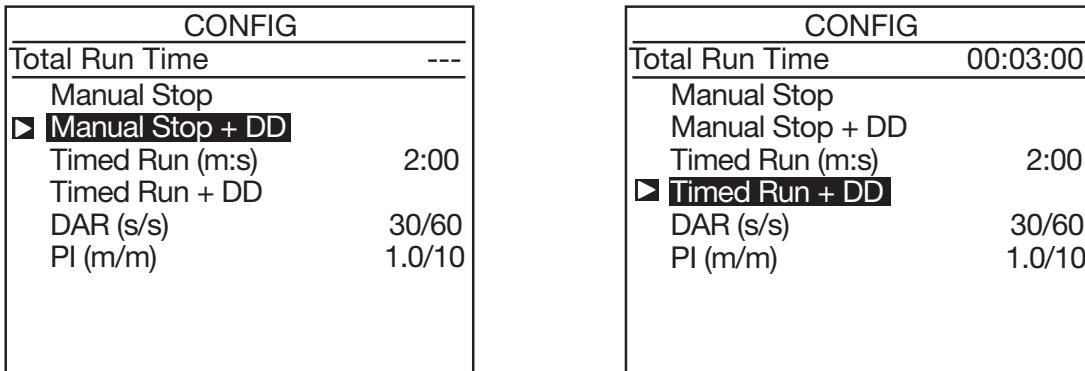 CONFIG
Total Run Time ---
Manual Stop
Manual Stop + DD
Timed Run (m:s) 2:00
Timed Run + DD
DAR (s/s) 30/60
PI (m/m) 1.0/10
CONFIG
Total Run Time 00:03:00
Manual Stop
Manual Stop + DD
Timed Run (m:s) 2:00
Timed Run + DD
DAR (s/s) 30/60
PI (m/m) 1.0/10